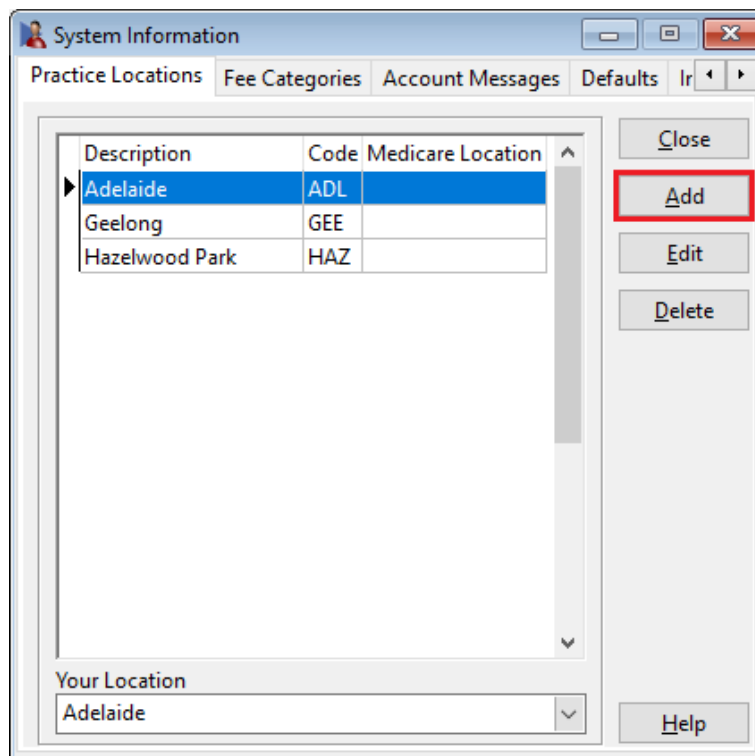 System Information
Practice Locations Fee Categories Account Messages Defaults Ir
Description Code Medicare Location
Adelaide ADL
Geelong GEE
Hazelwood Park HAZ
Close
Add
Edit
Delete
Your Location
Adelaide
Help